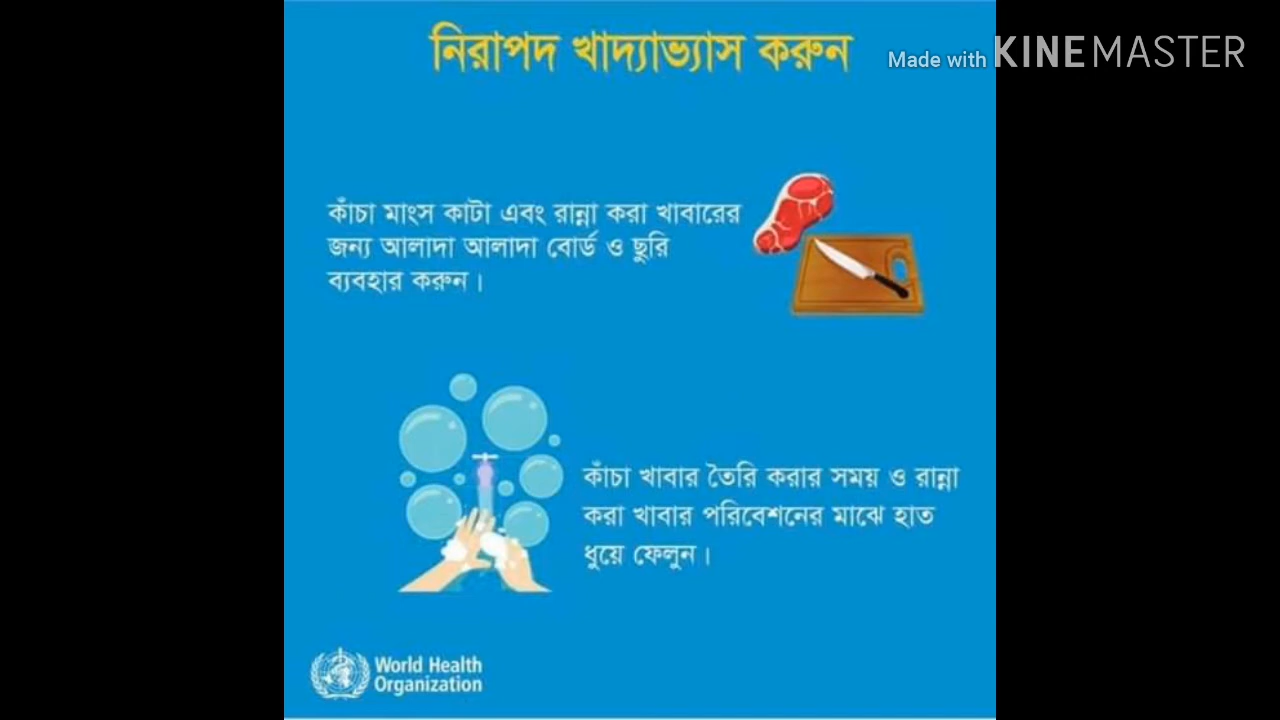 নিরাপদ খাদ্যাভ্যাস করুন
Made with KINEMASTER
কাঁচা মাংস কাটা এবং রান্না করা খাবারের
জন্য আলাদা আলাদা বোর্ড ও ছুরি
ব্যবহার করুন।
কাঁচা খাবার তৈরি করার সময় ও রান্না
করা খাবার পরিবেশনের মাঝে হাত
ধুয়ে ফেলুন।
World Health
Organization